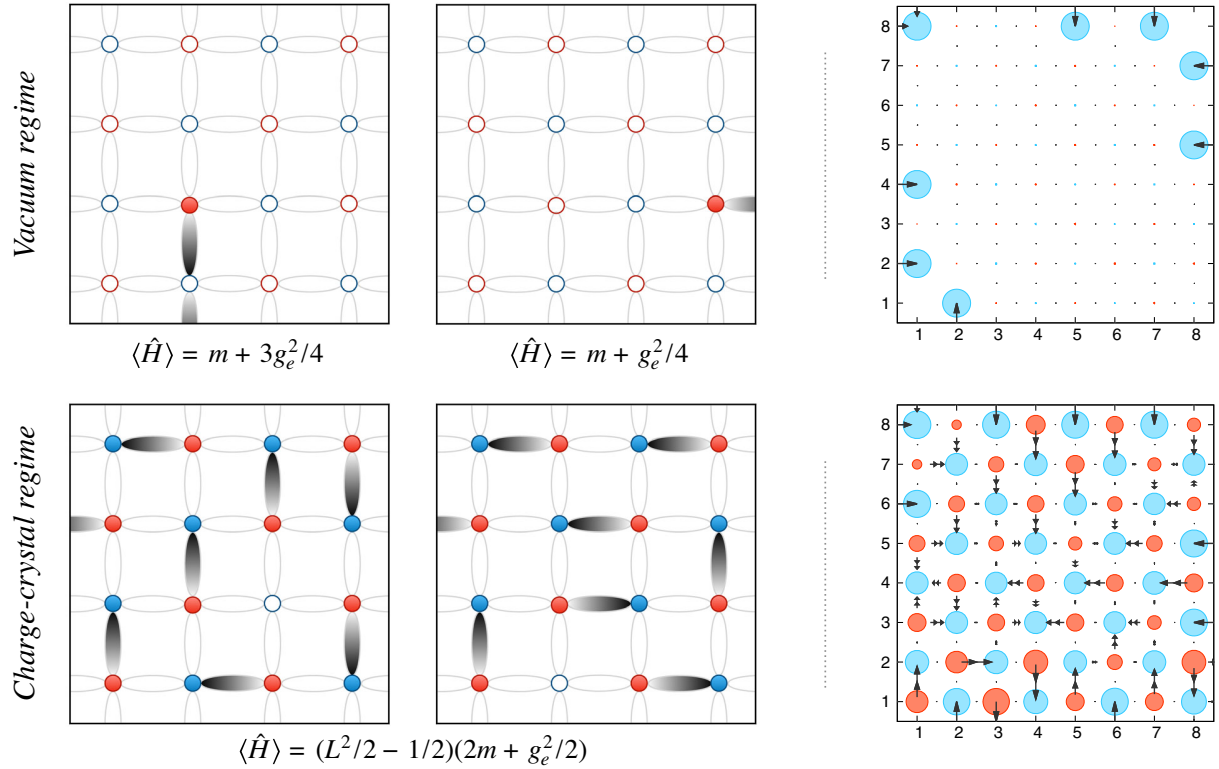 Vacuum regime
⟨Ĥ⟩ = m + 3g_e^2/4
⟨Ĥ⟩ = m + g_e^2/4
8
7
6
5
4
3
2
1
1 2 3 4 5 6 7 8
Charge-crystal regime
⟨Ĥ⟩ = (L^2/2 − 1/2)(2m + g_e^2/2)
8
7
6
5
4
3
2
1
1 2 3 4 5 6 7 8